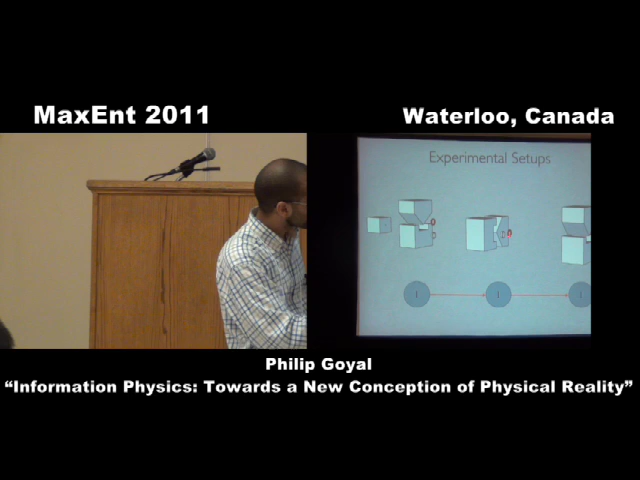 MaxEnt 2011
Waterloo, Canada
Experimental Setups
Philip Goyal
“Information Physics: Towards a New Conception of Physical Reality”